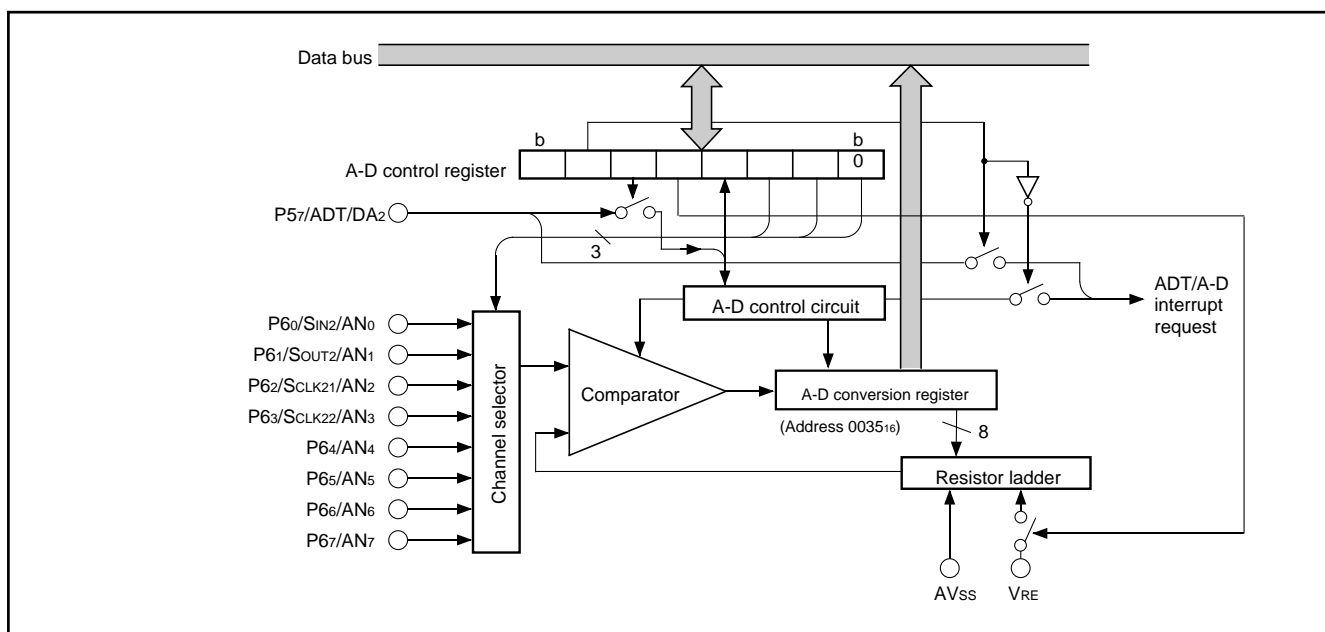 Data bus
b b
A-D control register
0
P57/ADT/DA2
3
A-D control circuit
ADT/A-D
interrupt
request
P60/SIN2/AN0
P61/SOUT2/AN1
P62/SCLK21/AN2
P63/SCLK22/AN3
P64/AN4
P65/AN5
P66/AN6
P67/AN7
Channel selector
Comparator
A-D conversion register
(Address 003516)
8
Resistor ladder
AVSS
VRE